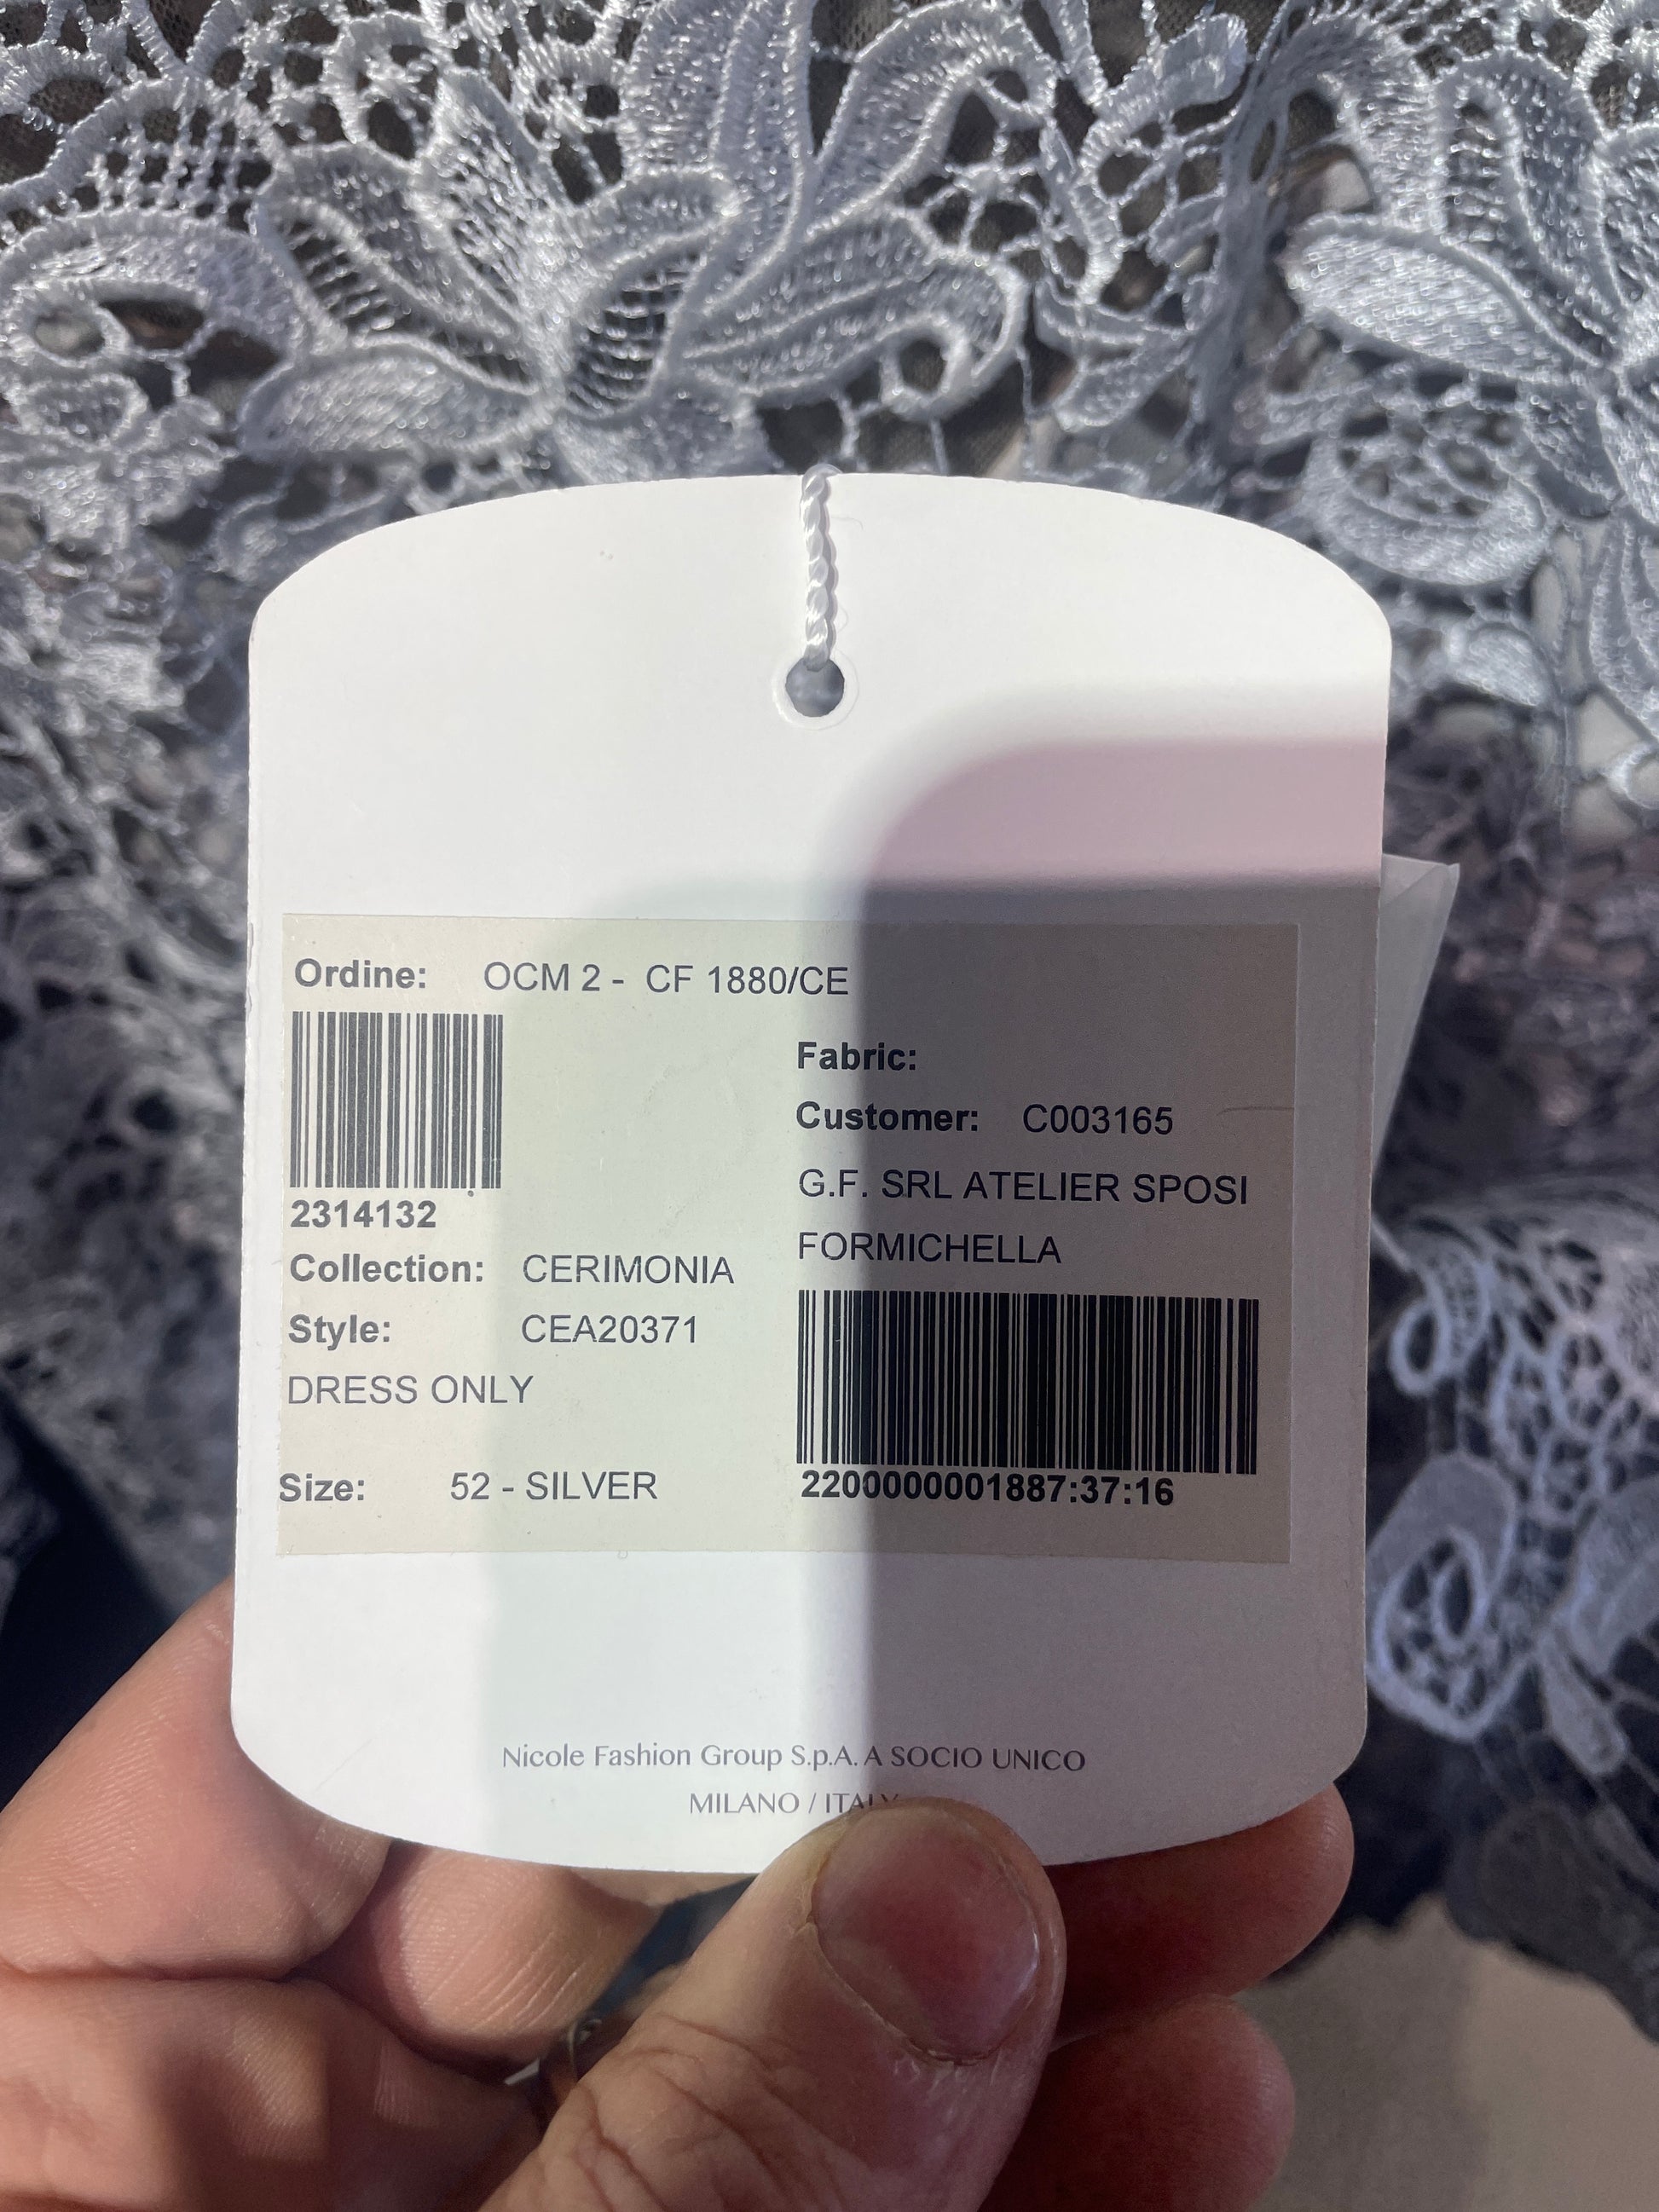 Ordine: OCM 2 - CF 1880/CE
2314132
Collection: CERIMONIA
Style: CEA20371
DRESS ONLY
Size: 52 - SILVER
Fabric:
Customer: C003165
G.F. SRL ATELIER SPOSI
FORMICHELLA
2200000001887:37:16
Nicole Fashion Group S.p.A. A SOCIO UNICO
MILANO / ITALY